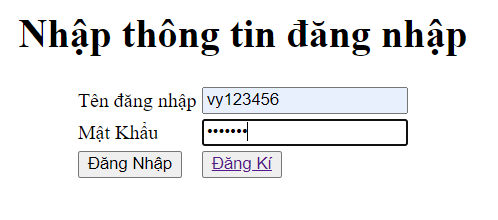 Nhập thông tin đăng nhập
Tên đăng nhập vy123456
Mật Khẩu •••••••
Đăng Nhập Đăng Kí